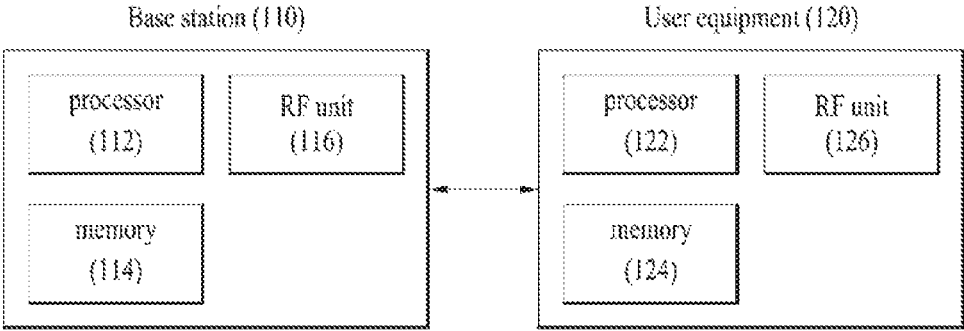 Base station (110)
processor
(112)
RF unit
(116)
memory
(114)
User equipment (120)
processor
(122)
RF unit
(126)
memory
(124)